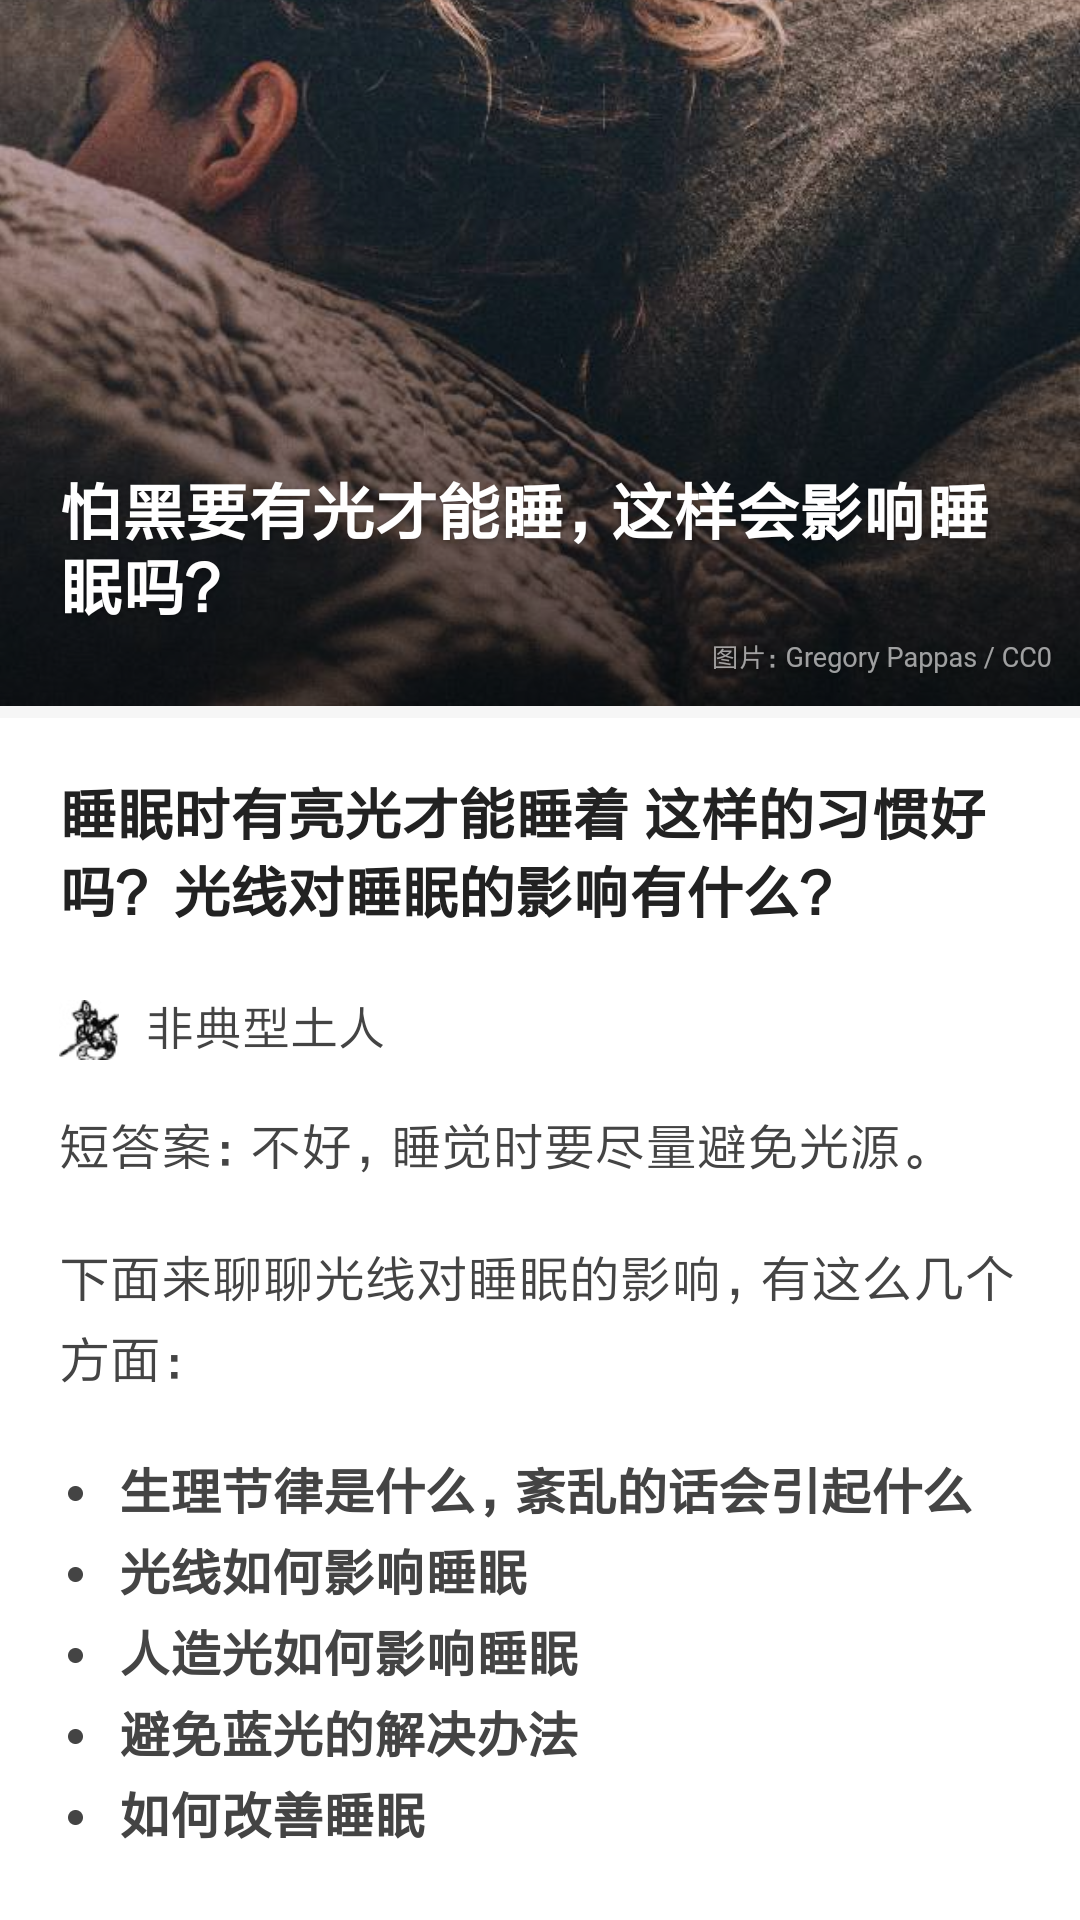 怕黑要有光才能睡，这样会影响睡
眠吗？
图片：Gregory Pappas / CC0
睡眠时有亮光才能睡着 这样的习惯好
吗？光线对睡眠的影响有什么？
非典型土人
短答案：不好，睡觉时要尽量避免光源。
下面来聊聊光线对睡眠的影响，有这么几个
方面：
• 生理节律是什么，紊乱的话会引起什么
• 光线如何影响睡眠
• 人造光如何影响睡眠
• 避免蓝光的解决办法
• 如何改善睡眠